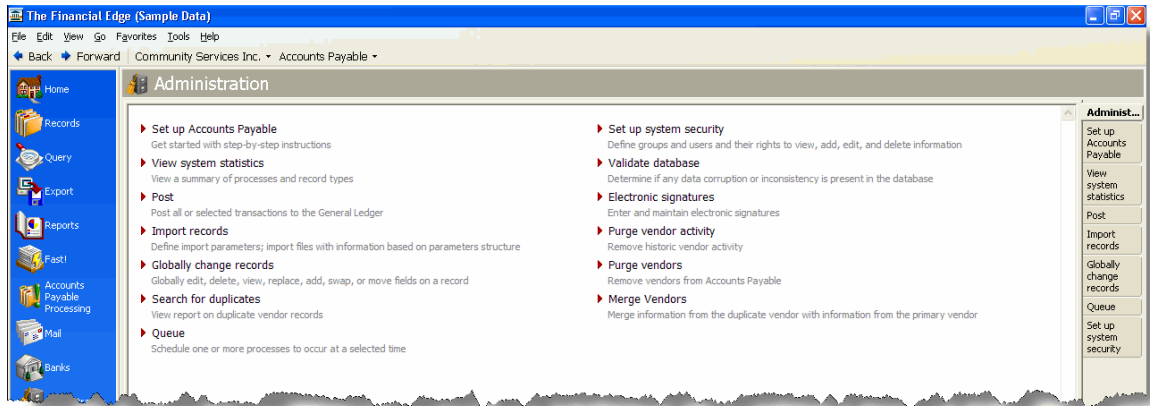 The Financial Edge (Sample Data)
File Edit View Go Favorites Tools Help
Back Forward Community Services Inc. Accounts Payable
Home
Records
Query
Export
Reports
Fast!
Accounts
Payable
Processing
Mail
Banks
Administration
Set up Accounts Payable
Get started with step-by-step instructions
View system statistics
View a summary of processes and record types
Post
Post all or selected transactions to the General Ledger
Import records
Define import parameters; import files with information based on parameters structure
Globally change records
Globally edit, delete, view, replace, add, swap, or move fields on a record
Search for duplicates
View report on duplicate vendor records
Queue
Schedule one or more processes to occur at a selected time
Set up system security
Define groups and users and their rights to view, add, edit, and delete information
Validate database
Determine if any data corruption or inconsistency is present in the database
Electronic signatures
Enter and maintain electronic signatures
Purge vendor activity
Remove historic vendor activity
Purge vendors
Remove vendors from Accounts Payable
Merge Vendors
Merge information from the duplicate vendor with information from the primary vendor
Administ...
Set up
Accounts
Payable
View
system
statistics
Post
Import
records
Globally
change
records
Queue
Set up
system
security